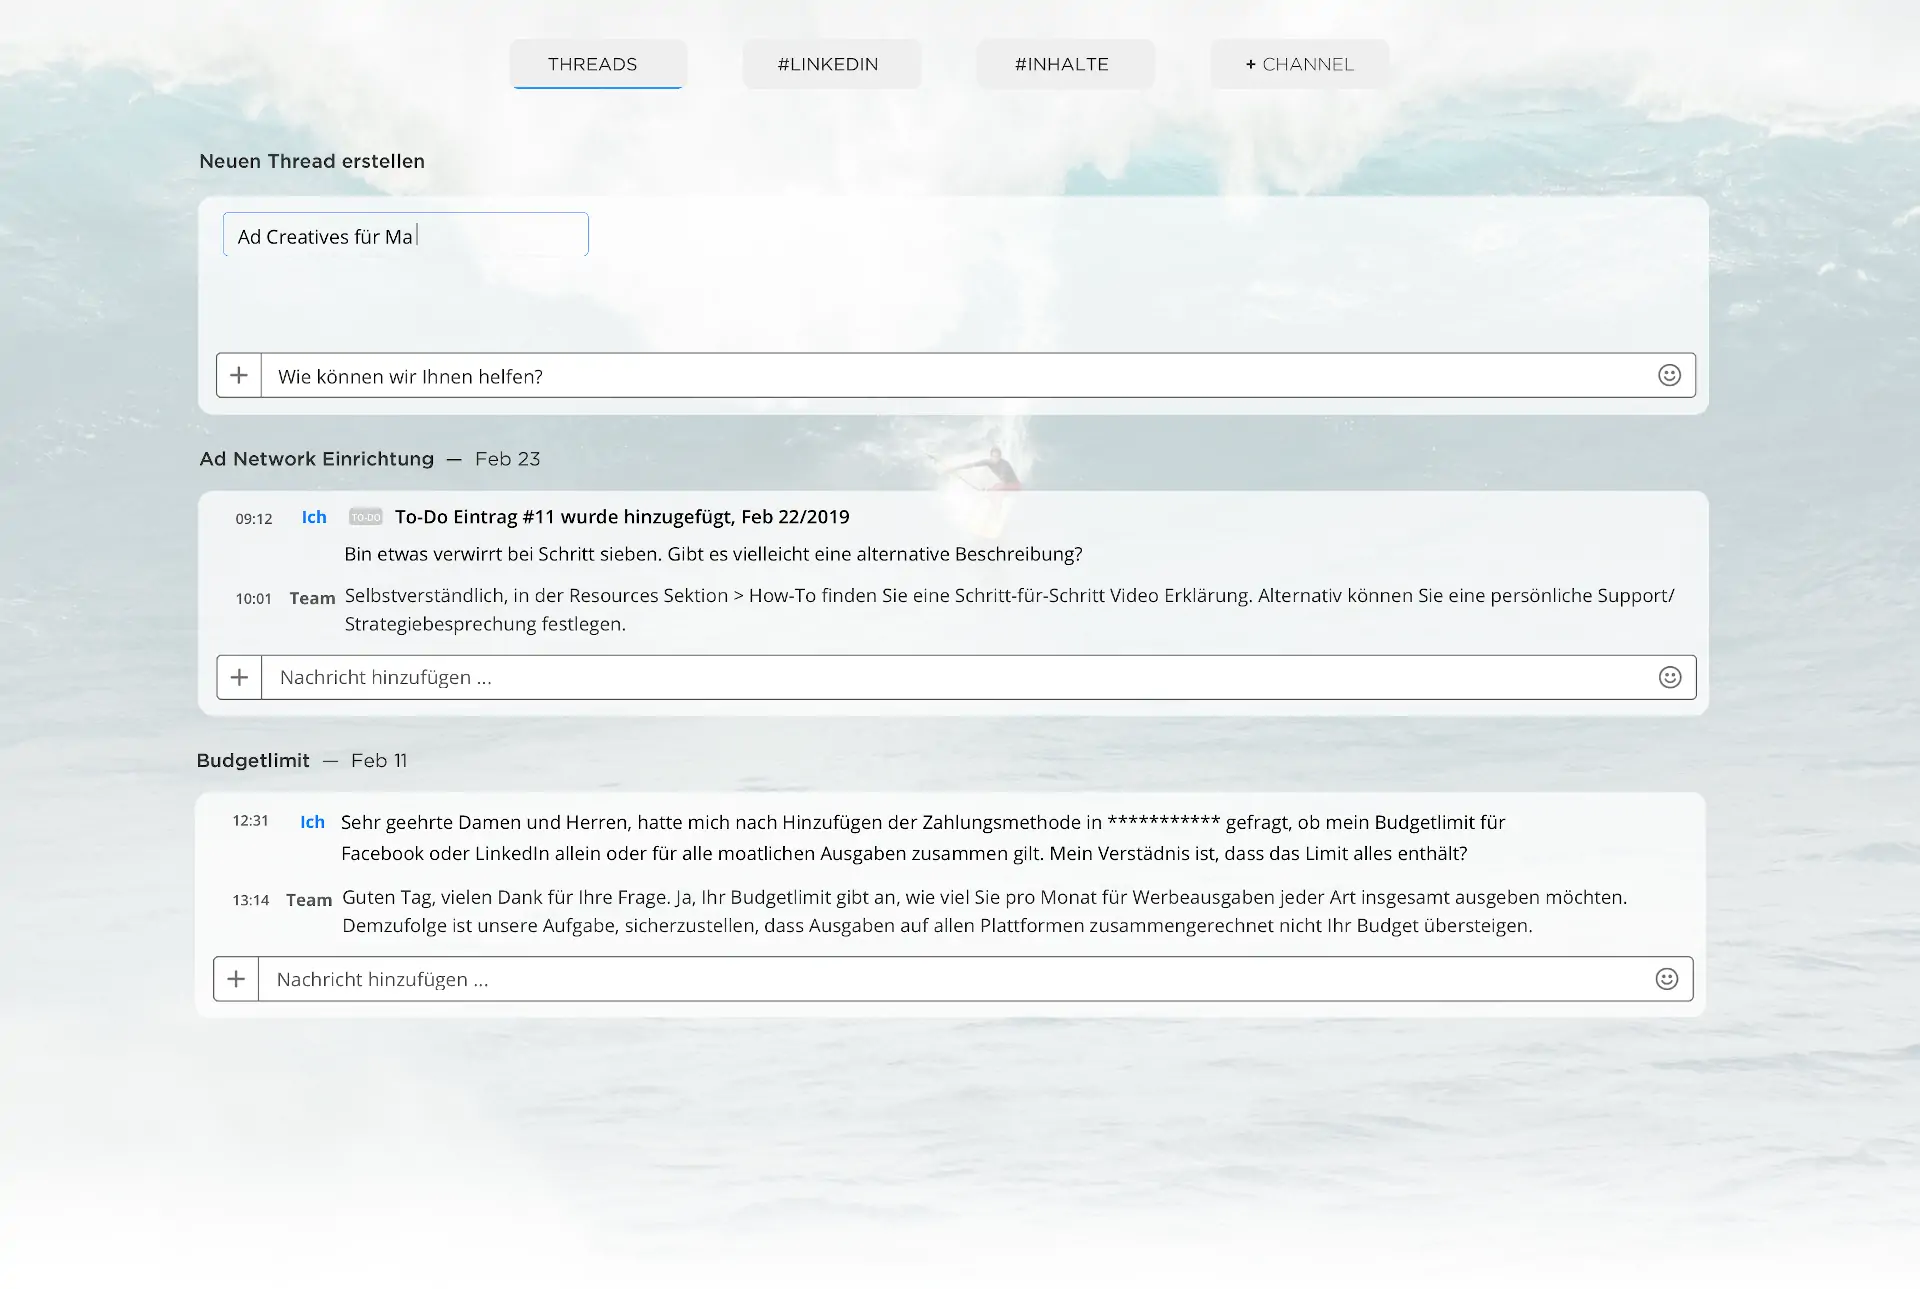 THREADS
#LINKEDIN
#INHALTE
+ CHANNEL
Neuen Thread erstellen
Ad Creatives für Ma
Wie können wir Ihnen helfen?
Ad Network Einrichtung — Feb 23
09:12 Ich TO-DO To-Do Eintrag #11 wurde hinzugefügt, Feb 22/2019
Bin etwas verwirrt bei Schritt sieben. Gibt es vielleicht eine alternative Beschreibung?
10:01 Team Selbstverständlich, in der Resources Sektion > How-To finden Sie eine Schritt-für-Schritt Video Erklärung. Alternativ können Sie eine persönliche Support/
Strategiebesprechung festlegen.
Nachricht hinzufügen ...
Budgetlimit — Feb 11
12:31 Ich Sehr geehrte Damen und Herren, hatte mich nach Hinzufügen der Zahlungsmethode in *********** gefragt, ob mein Budgetlimit für
Facebook oder LinkedIn allein oder für alle moatlichen Ausgaben zusammen gilt. Mein Verstädnis ist, dass das Limit alles enthält?
13:14 Team Guten Tag, vielen Dank für Ihre Frage. Ja, Ihr Budgetlimit gibt an, wie viel Sie pro Monat für Werbeausgaben jeder Art insgesamt ausgeben möchten.
Demzufolge ist unsere Aufgabe, sicherzustellen, dass Ausgaben auf allen Plattformen zusammengerechnet nicht Ihr Budget übersteigen.
Nachricht hinzufügen ...